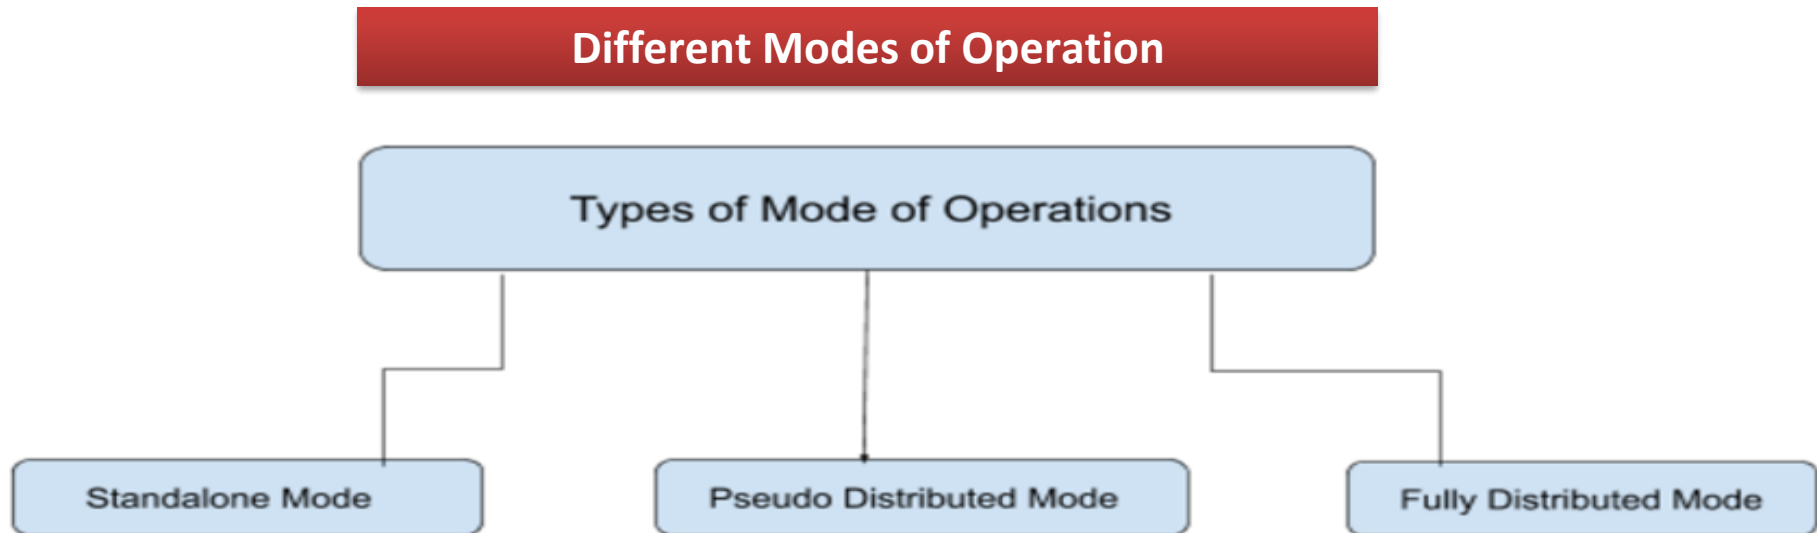 Different Modes of Operation
Types of Mode of Operations
Standalone Mode
Pseudo Distributed Mode
Fully Distributed Mode